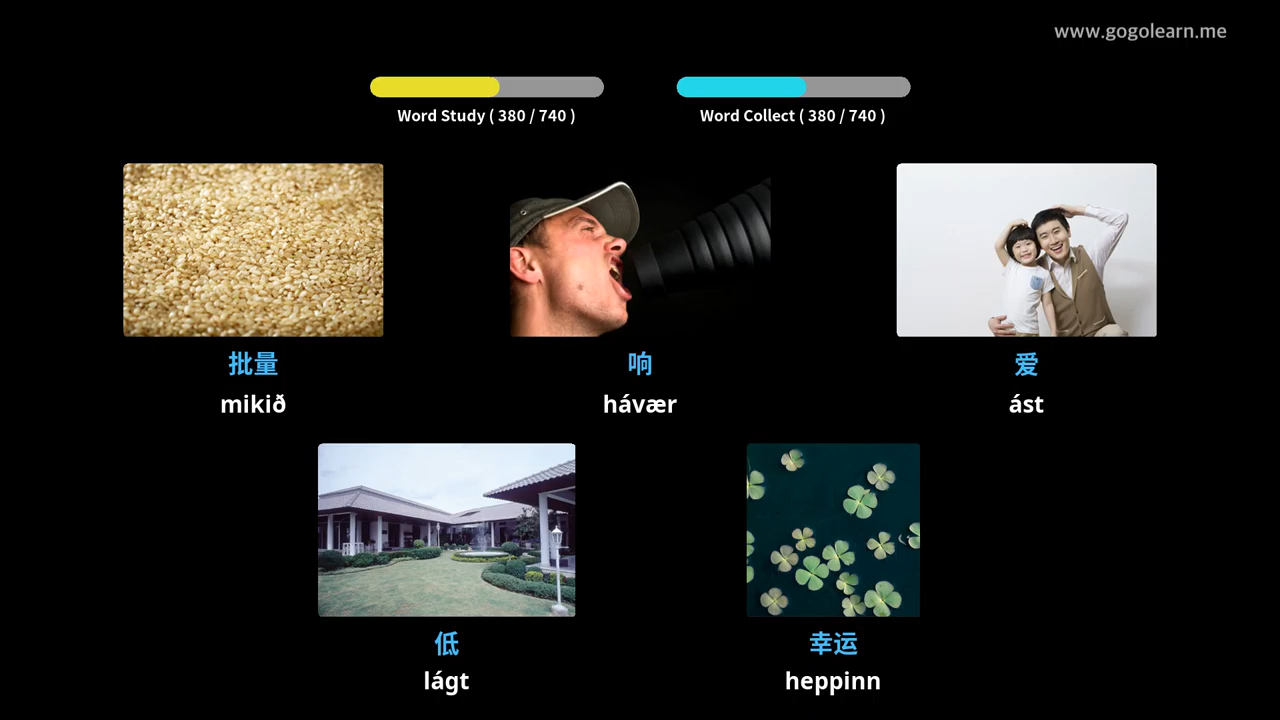 www.gogolearn.me
Word Study ( 380 / 740 )
Word Collect ( 380 / 740 )
批量
mikið
响
hávær
爱
ást
低
lágt
幸运
heppinn